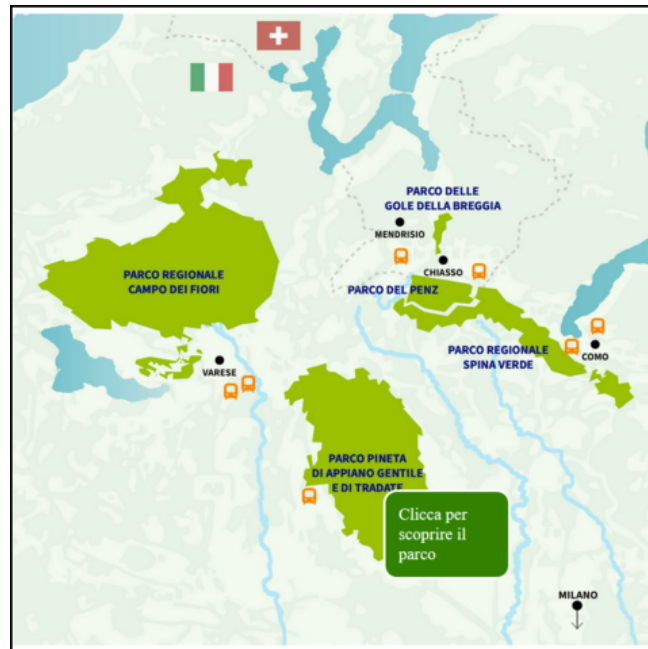 PARCO DELLE
GOLE DELLA BREGGIA
MENDRISIO
CHIASSO
PARCO REGIONALE
CAMPO DEI FIORI
PARCO DEL PENZ
PARCO REGIONALE
SPINA VERDE
COMO
VARESE
PARCO PINETA
DI APPIANO GENTILE
E DI TRADATE
Clicca per
scoprire il
parco
MILANO